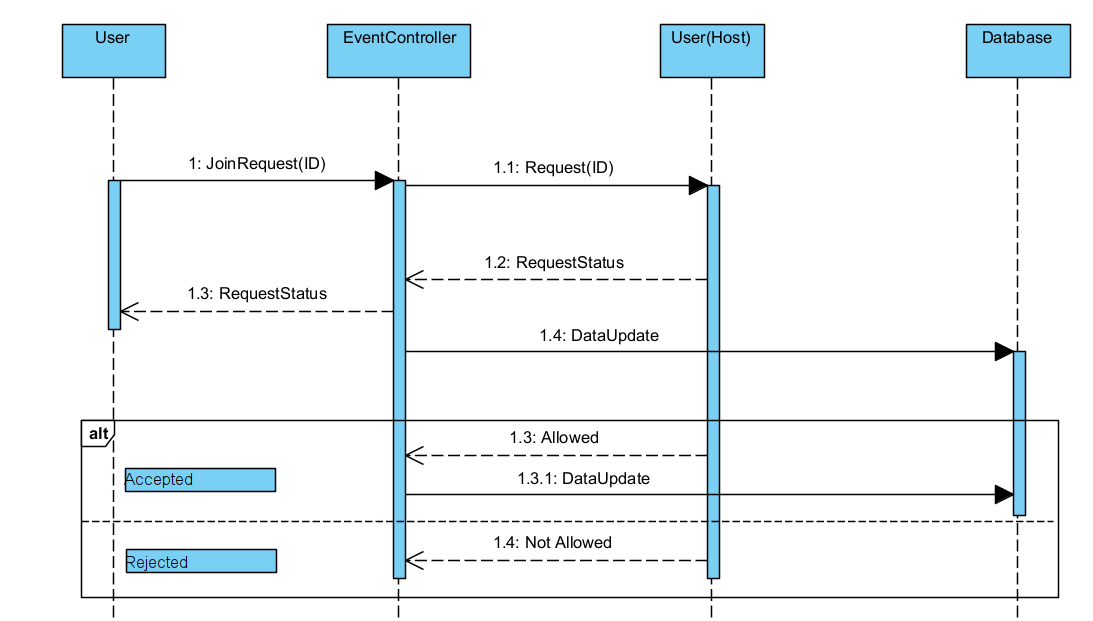 User
EventController
User(Host)
Database
1: JoinRequest(ID)
1.1: Request(ID)
1.2: RequestStatus
1.3: RequestStatus
1.4: DataUpdate
alt
1.3: Allowed
Accepted
1.3.1: DataUpdate
1.4: Not Allowed
Rejected